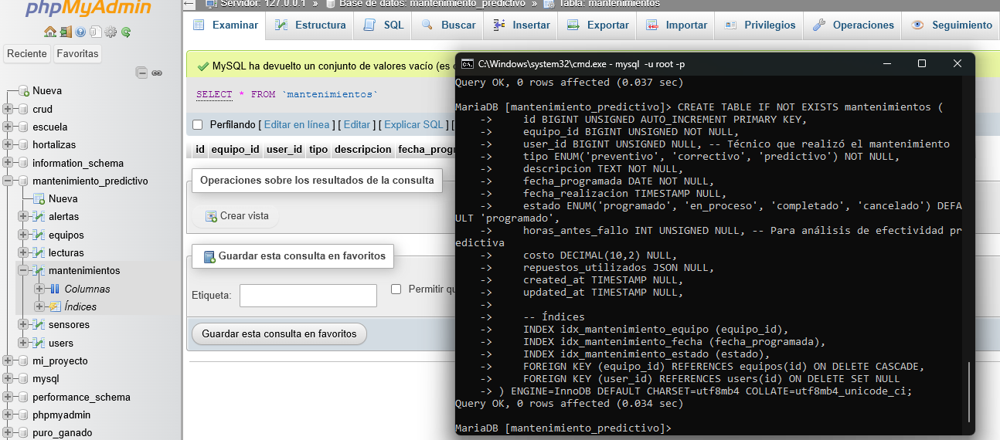 phpMyAdmin
Reciente
Favoritas
Nueva
crud
escuela
hortalizas
information_schema
mantenimiento_predictivo
Nueva
alertas
equipos
lecturas
mantenimientos
Columnas
Índices
sensores
users
mi_proyecto
mysql
performance_schema
phpmyadmin
puro_ganado
Servidor: 127.0.0.1 » Base de datos: mantenimiento_predictivo » Tabla: mantenimientos
Examinar Estructura SQL Buscar Insertar Exportar Importar Privilegios Operaciones Seguimiento
MySQL ha devuelto un conjunto de valores vacío (es
SELECT * FROM `mantenimientos`
Perfilando [ Editar en línea ] [ Editar ] [ Explicar SQL ] [
id equipo_id user_id tipo descripcion fecha_prog
Operaciones sobre los resultados de la consulta
Crear vista
Guardar esta consulta en favoritos
Etiqueta:
Permitir
Guardar esta consulta en favoritos
C:\Windows\system32\cmd.exe - mysql -u root -p
Query OK, 0 rows affected (0.037 sec)
MariaDB [mantenimiento_predictivo]> CREATE TABLE IF NOT EXISTS mantenimientos (
-> id BIGINT UNSIGNED AUTO_INCREMENT PRIMARY KEY,
-> equipo_id BIGINT UNSIGNED NOT NULL,
-> user_id BIGINT UNSIGNED NULL, -- Técnico que realizó el mantenimiento
-> tipo ENUM('preventivo', 'correctivo', 'predictivo') NOT NULL,
-> descripcion TEXT NOT NULL,
-> fecha_programada DATE NOT NULL,
-> fecha_realizacion TIMESTAMP NULL,
-> estado ENUM('programado', 'en_proceso', 'completado', 'cancelado') DEFA
ULT 'programado',
-> horas_antes_fallo INT UNSIGNED NULL, -- Para análisis de efectividad pr
edictiva
-> costo DECIMAL(10,2) NULL,
-> repuestos_utilizados JSON NULL,
-> created_at TIMESTAMP NULL,
-> updated_at TIMESTAMP NULL,
->
-> -- Índices
-> INDEX idx_mantenimiento_equipo (equipo_id),
-> INDEX idx_mantenimiento_fecha (fecha_programada),
-> INDEX idx_mantenimiento_estado (estado),
-> FOREIGN KEY (equipo_id) REFERENCES equipos(id) ON DELETE CASCADE,
-> FOREIGN KEY (user_id) REFERENCES users(id) ON DELETE SET NULL
-> ) ENGINE=InnoDB DEFAULT CHARSET=utf8mb4 COLLATE=utf8mb4_unicode_ci;
Query OK, 0 rows affected (0.034 sec)
MariaDB [mantenimiento_predictivo]>